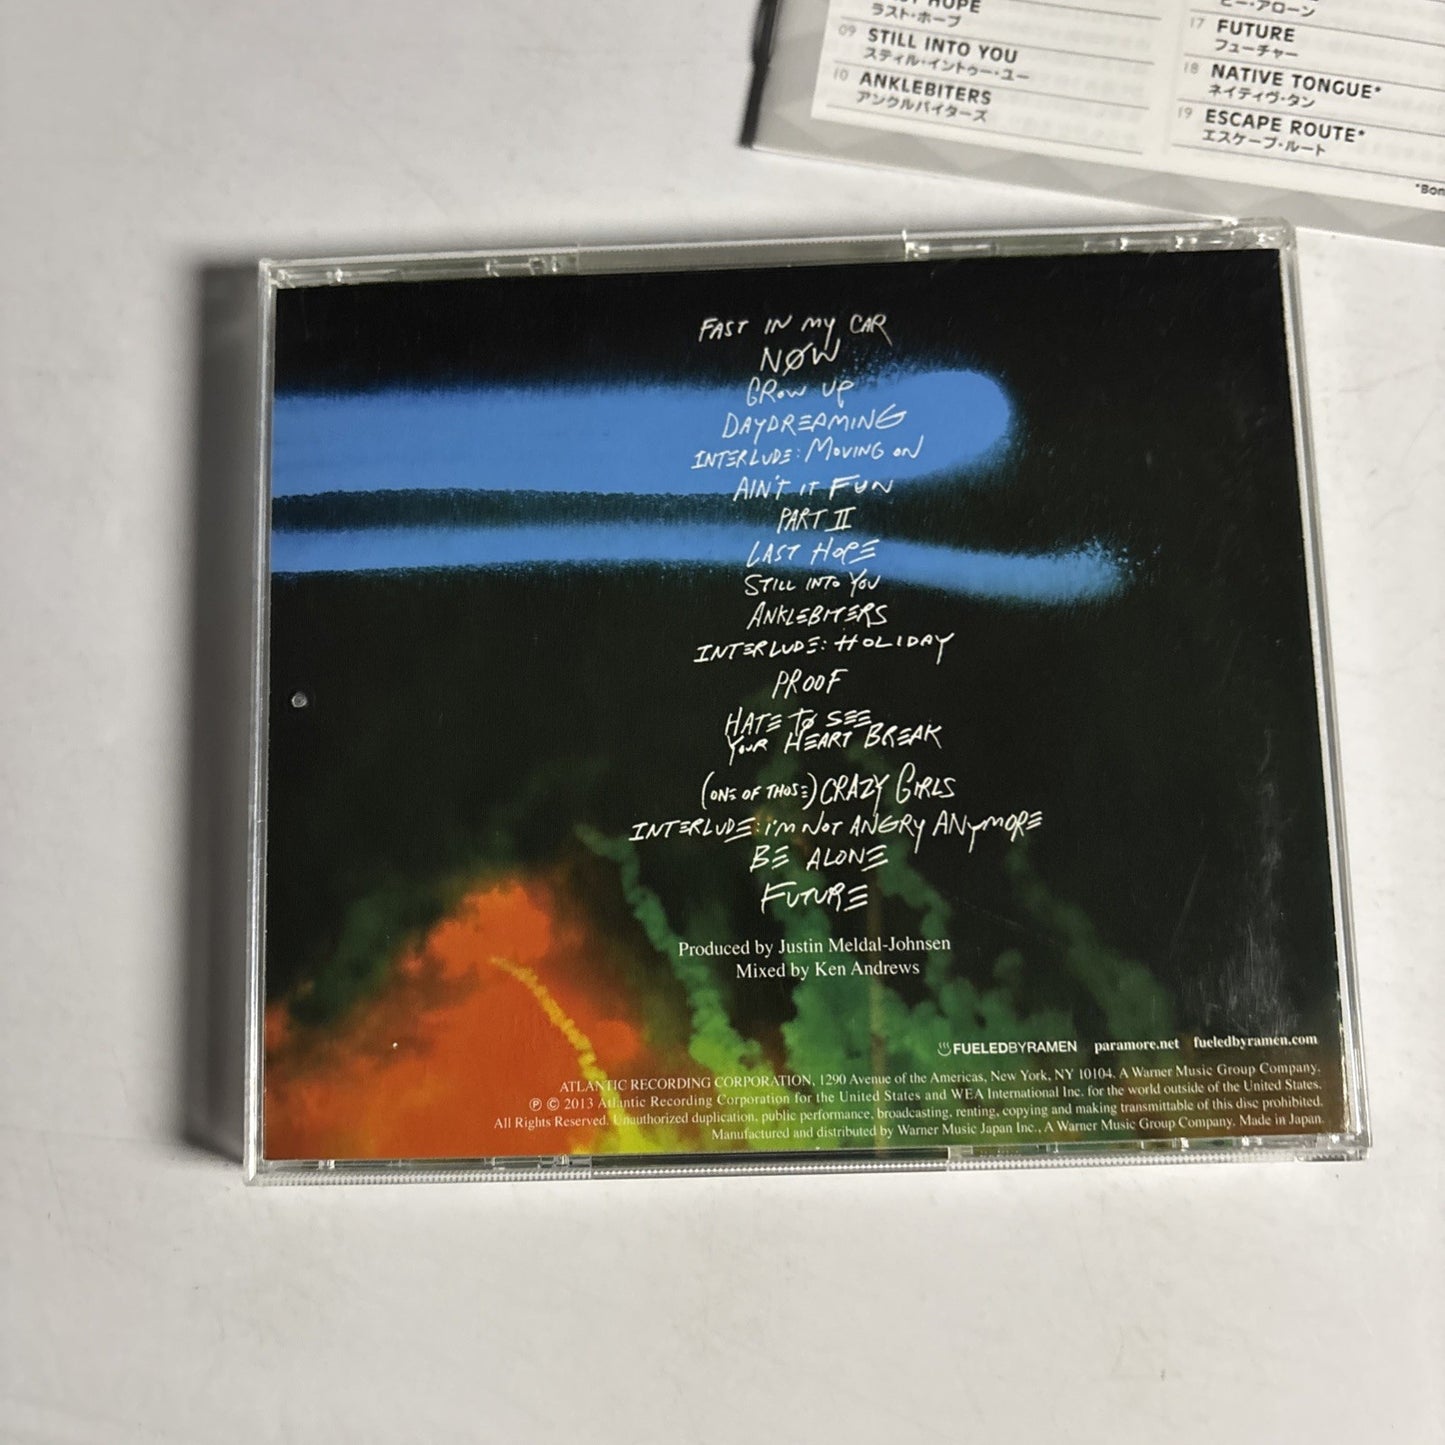 HOPE
ラスト・ホープ
09 STILL INTO YOU
スティル・イントゥー・ユー
10 ANKLEBITERS
アンクルバイターズ
ビー・アローン
17 FUTURE
フューチャー
18 NATIVE TONGUE*
ネイティヴ・タン
19 ESCAPE ROUTE*
エスケープ・ルート
*Bon
FAST IN MY CAR
NØW
GROW UP
DAYDREAMING
INTERLUDE: MOVING ON
AIN'T IT FUN
PART II
LAST HOPE
STILL INTO YOU
ANKLEBITERS
INTERLUDE: HOLIDAY
PROOF
HATE TØ SEE
YOUR HEART BREAK
(ONE OF THOSE) CRAZY GIRLS
INTERLUDE: I'M NOT ANGRY ANYMORE
BE ALONE
FUTURE
Produced by Justin Meldal-Johnsen
Mixed by Ken Andrews
FUELEDBYRAMEN paramore.net fueledbyramen.com
ATLANTIC RECORDING CORPORATION, 1290 Avenue of the Americas, New York, NY 10104. A Warner Music Group Company.
℗ © 2013 Atlantic Recording Corporation for the United States and WEA International Inc. for the world outside of the United States.
All Rights Reserved. Unauthorized duplication, public performance, broadcasting, renting, copying and making transmittable of this disc prohibited.
Manufactured and distributed by Warner Music Japan Inc., A Warner Music Group Company. Made in Japan.